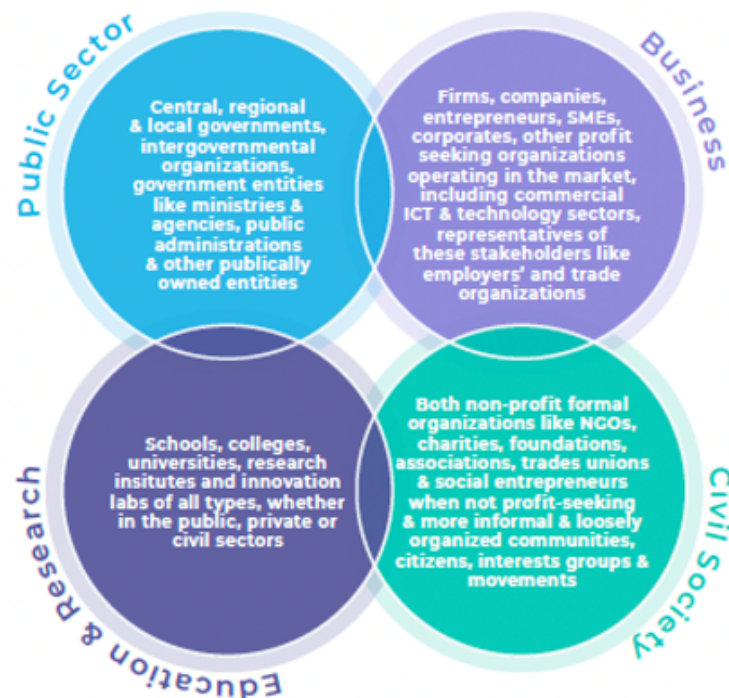 Public Sector
Central, regional
& local governments,
intergovernmental
organizations,
government entities
like ministries &
agencies, public
administrations
& other publically
owned entities
Business
Firms, companies,
entrepreneurs, SMEs,
corporates, other profit
seeking organizations
operating in the market,
including commercial
ICT & technology sectors,
representatives of
these stakeholders like
employers’ and trade
organizations
Education & Research
Schools, colleges,
universities, research
insitutes and innovation
labs of all types, whether
in the public, private or
civil sectors
Civil Society
Both non-profit formal
organizations like NGOs,
charities, foundations,
associations, trades unions
& social entrepreneurs
when not profit-seeking
& more informal & loosely
organized communities,
citizens, interests groups &
movements